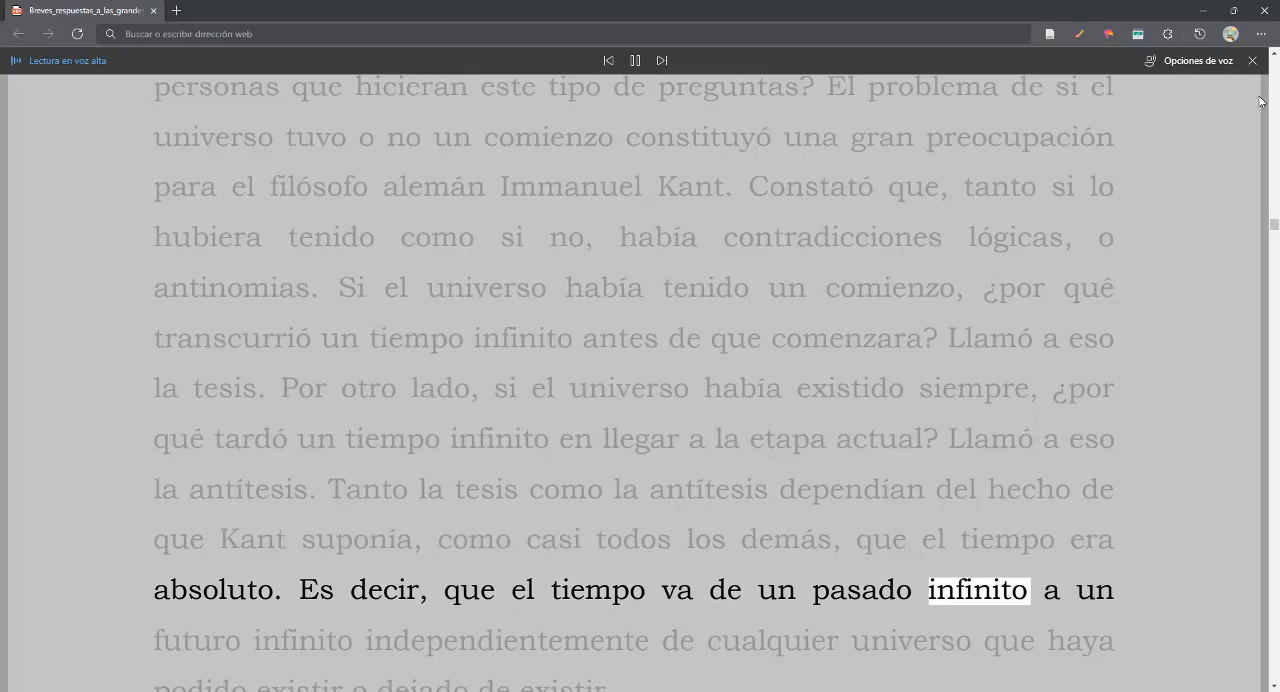 Breves_respuestas_a_las_grandes
Buscar o escribir dirección web
Lectura en voz alta
Opciones de voz
personas que hicieran este tipo de preguntas? El problema de si el
universo tuvo o no un comienzo constituyó una gran preocupación
para el filósofo alemán Immanuel Kant. Constató que, tanto si lo
hubiera tenido como si no, había contradicciones lógicas, o
antinomias. Si el universo había tenido un comienzo, ¿por qué
transcurrió un tiempo infinito antes de que comenzara? Llamó a eso
la tesis. Por otro lado, si el universo había existido siempre, ¿por
qué tardó un tiempo infinito en llegar a la etapa actual? Llamó a eso
la antítesis. Tanto la tesis como la antítesis dependían del hecho de
que Kant suponía, como casi todos los demás, que el tiempo era
absoluto. Es decir, que el tiempo va de un pasado infinito a un
futuro infinito independientemente de cualquier universo que haya
podido existir o dejado de existir.